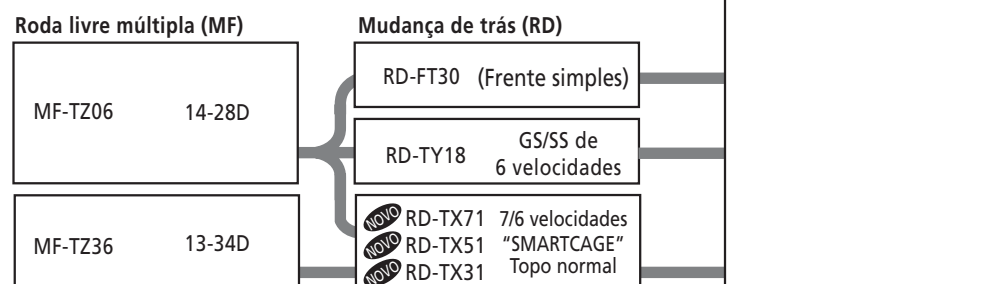 Roda livre múltipla (MF)
Mudança de trás (RD)
MF-TZ06 14-28D
RD-FT30 (Frente simples)
RD-TY18 GS/SS de
6 velocidades
MF-TZ36 13-34D
NOVO RD-TX71 7/6 velocidades
NOVO RD-TX51 “SMARTCAGE”
NOVO RD-TX31 Topo normal